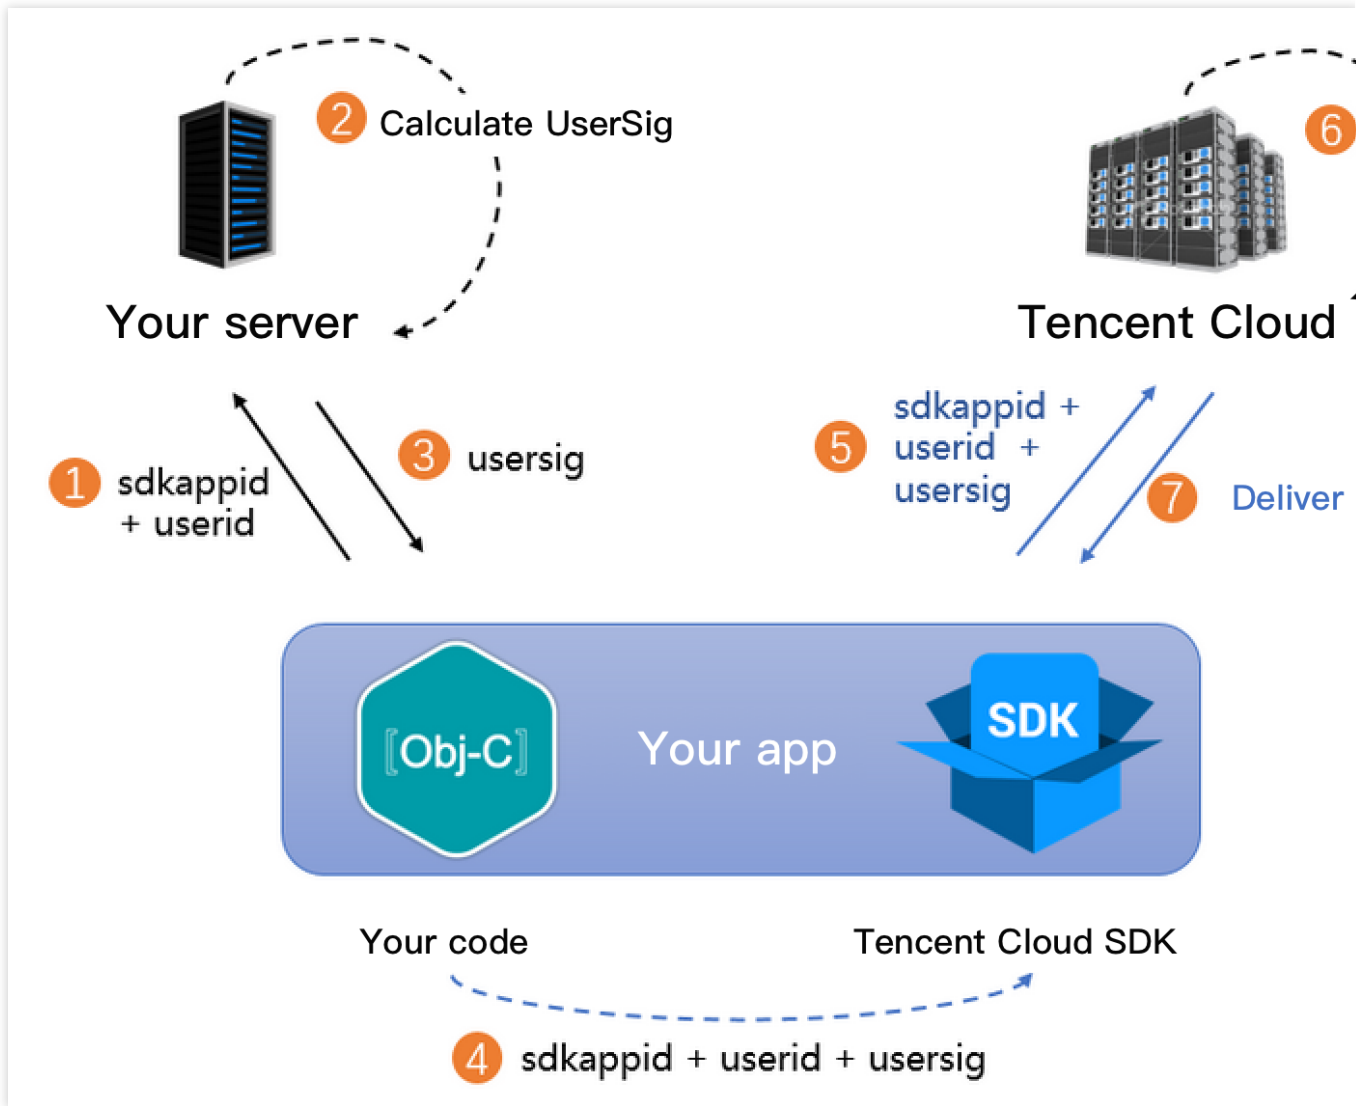 2 Calculate UserSig
6
Your server
Tencent Cloud
1 sdkappid
+ userid
3 usersig
5 sdkappid +
userid +
usersig
7 Deliver
[Obj-C]
Your app
SDK
Your code
Tencent Cloud SDK
4 sdkappid + userid + usersig